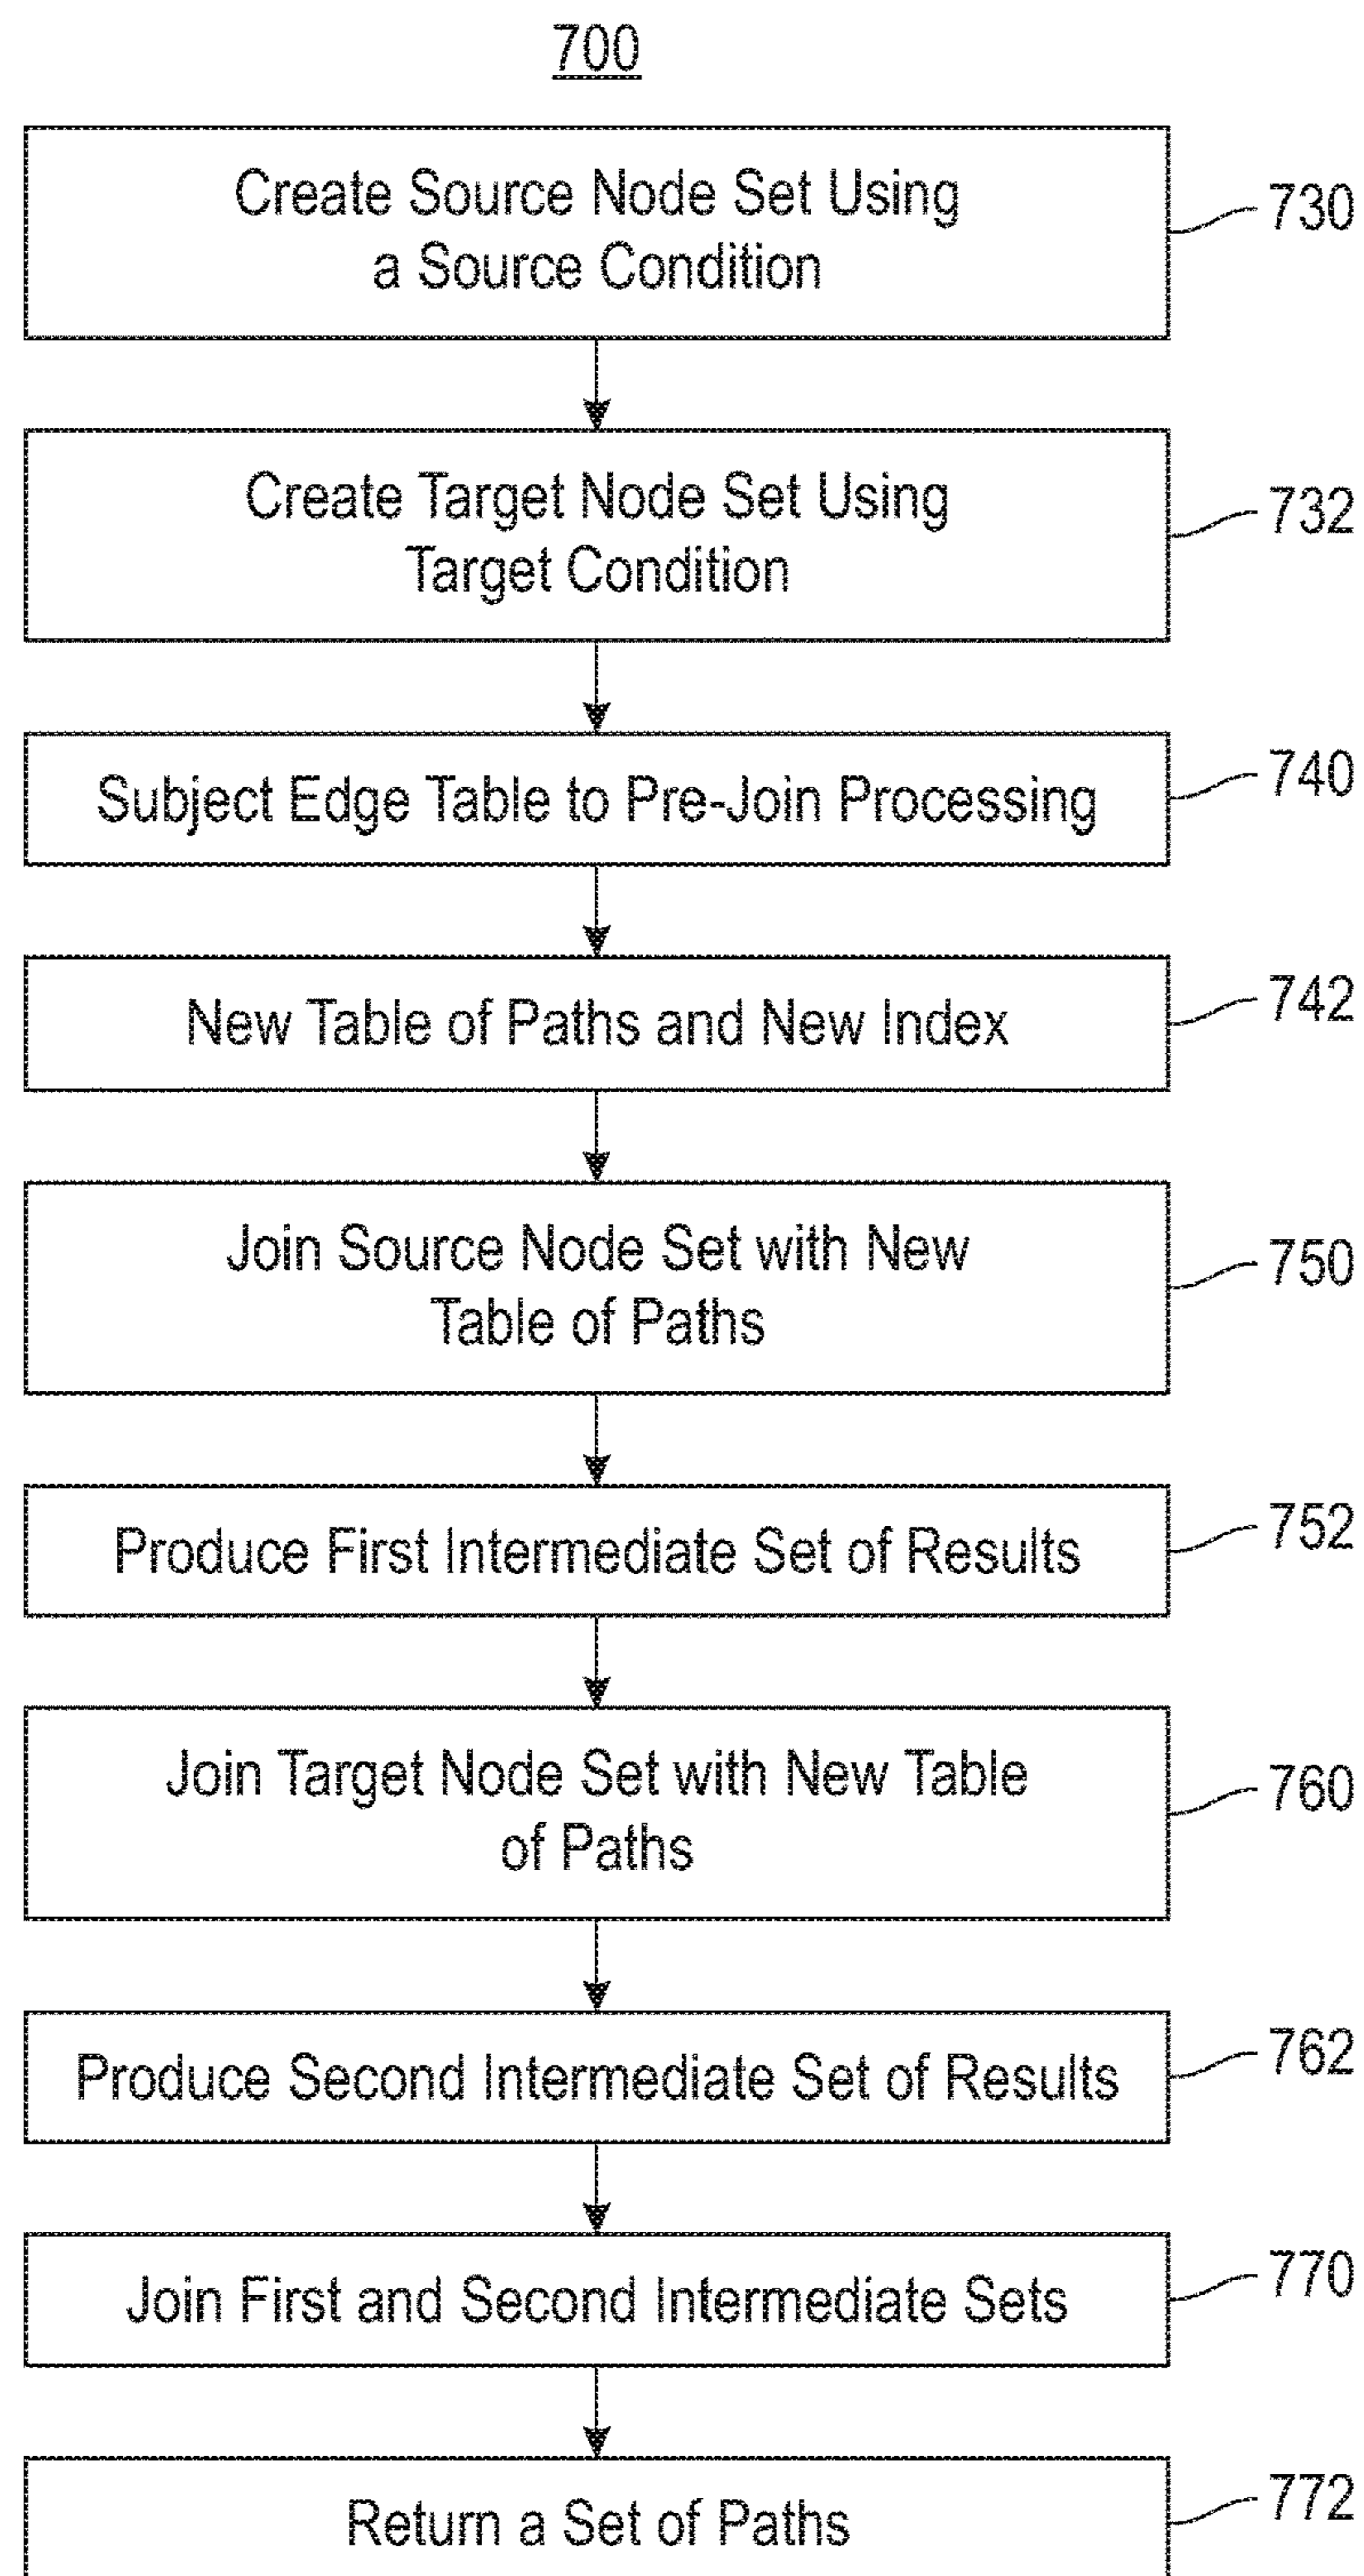 700
Create Source Node Set Using
a Source Condition
730
Create Target Node Set Using
Target Condition
732
Subject Edge Table to Pre-Join Processing
740
New Table of Paths and New Index
742
Join Source Node Set with New
Table of Paths
750
Produce First Intermediate Set of Results
752
Join Target Node Set with New Table
of Paths
760
Produce Second Intermediate Set of Results
762
Join First and Second Intermediate Sets
770
Return a Set of Paths
772